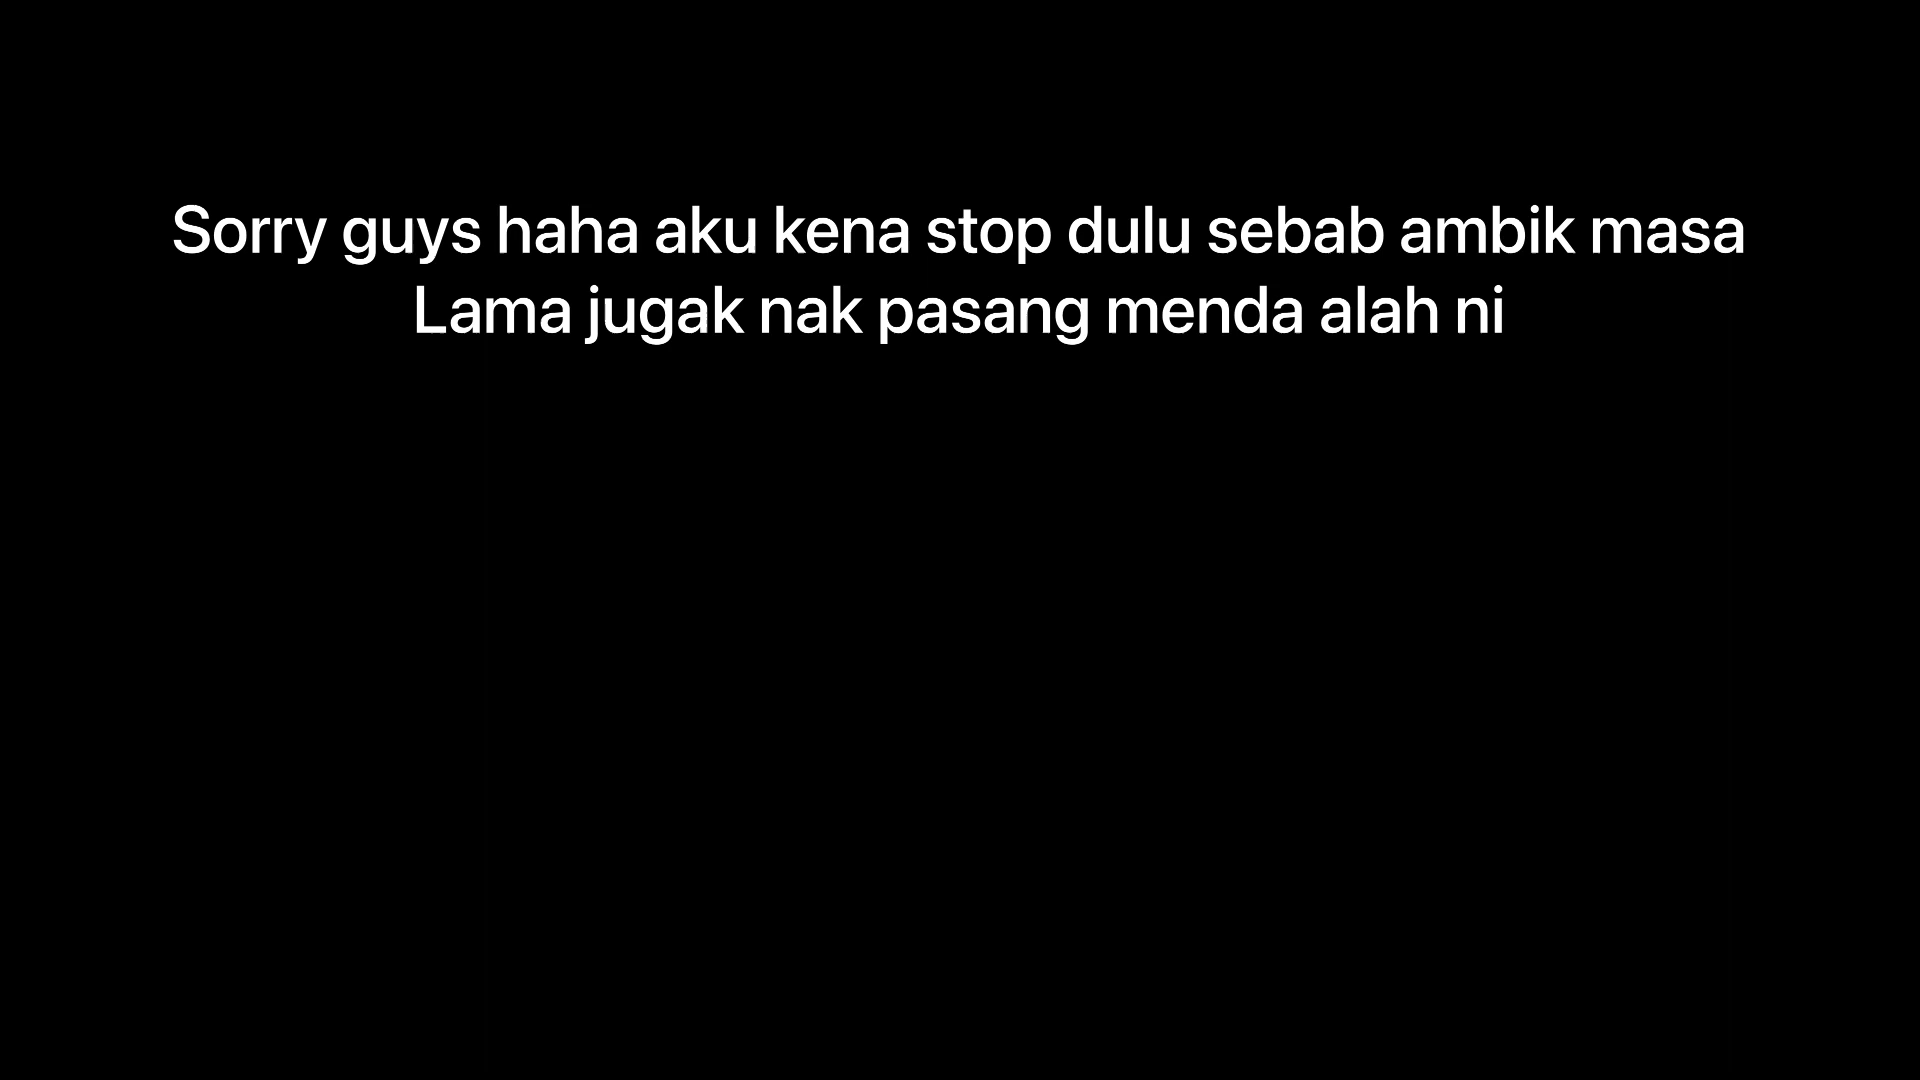 Sorry guys haha aku kena stop dulu sebab ambik masa
Lama jugak nak pasang menda alah ni